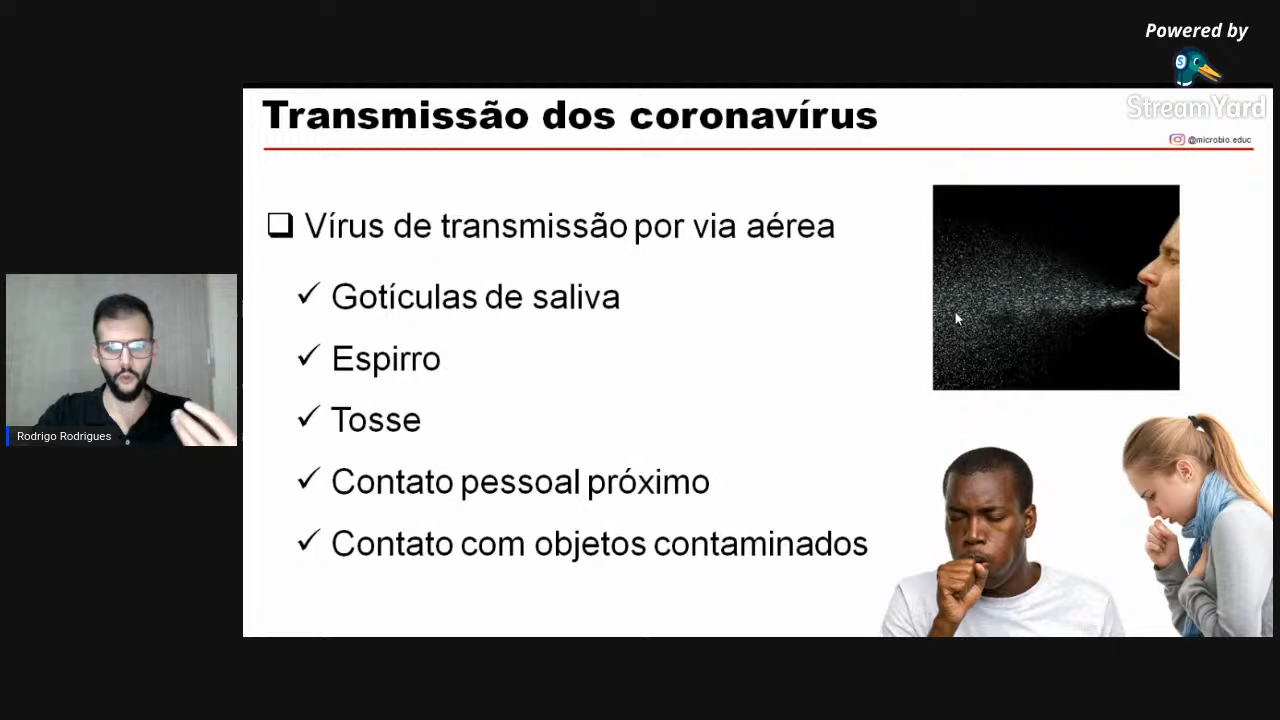 Powered by
S
StreamYard
Transmissão dos coronavírus
@microbio.educ
Vírus de transmissão por via aérea
Gotículas de saliva
Espirro
Tosse
Contato pessoal próximo
Contato com objetos contaminados
Rodrigo Rodrigues